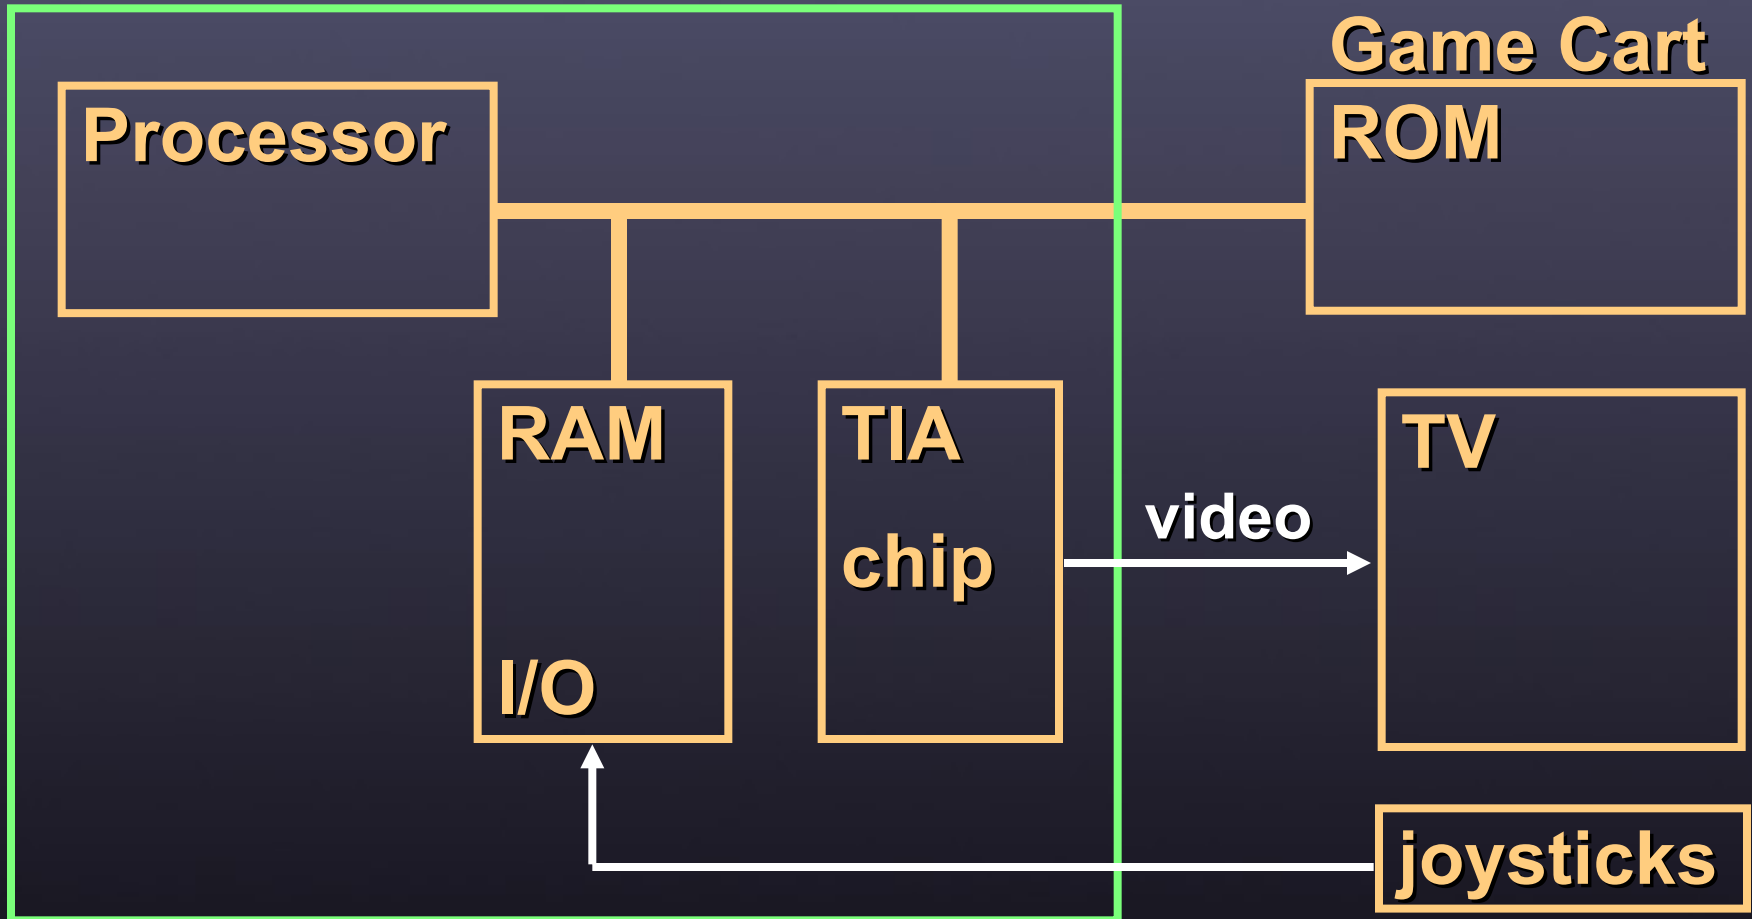 Game Cart
Processor
ROM
RAM
TIA
TV
video
chip
I/O
joysticks